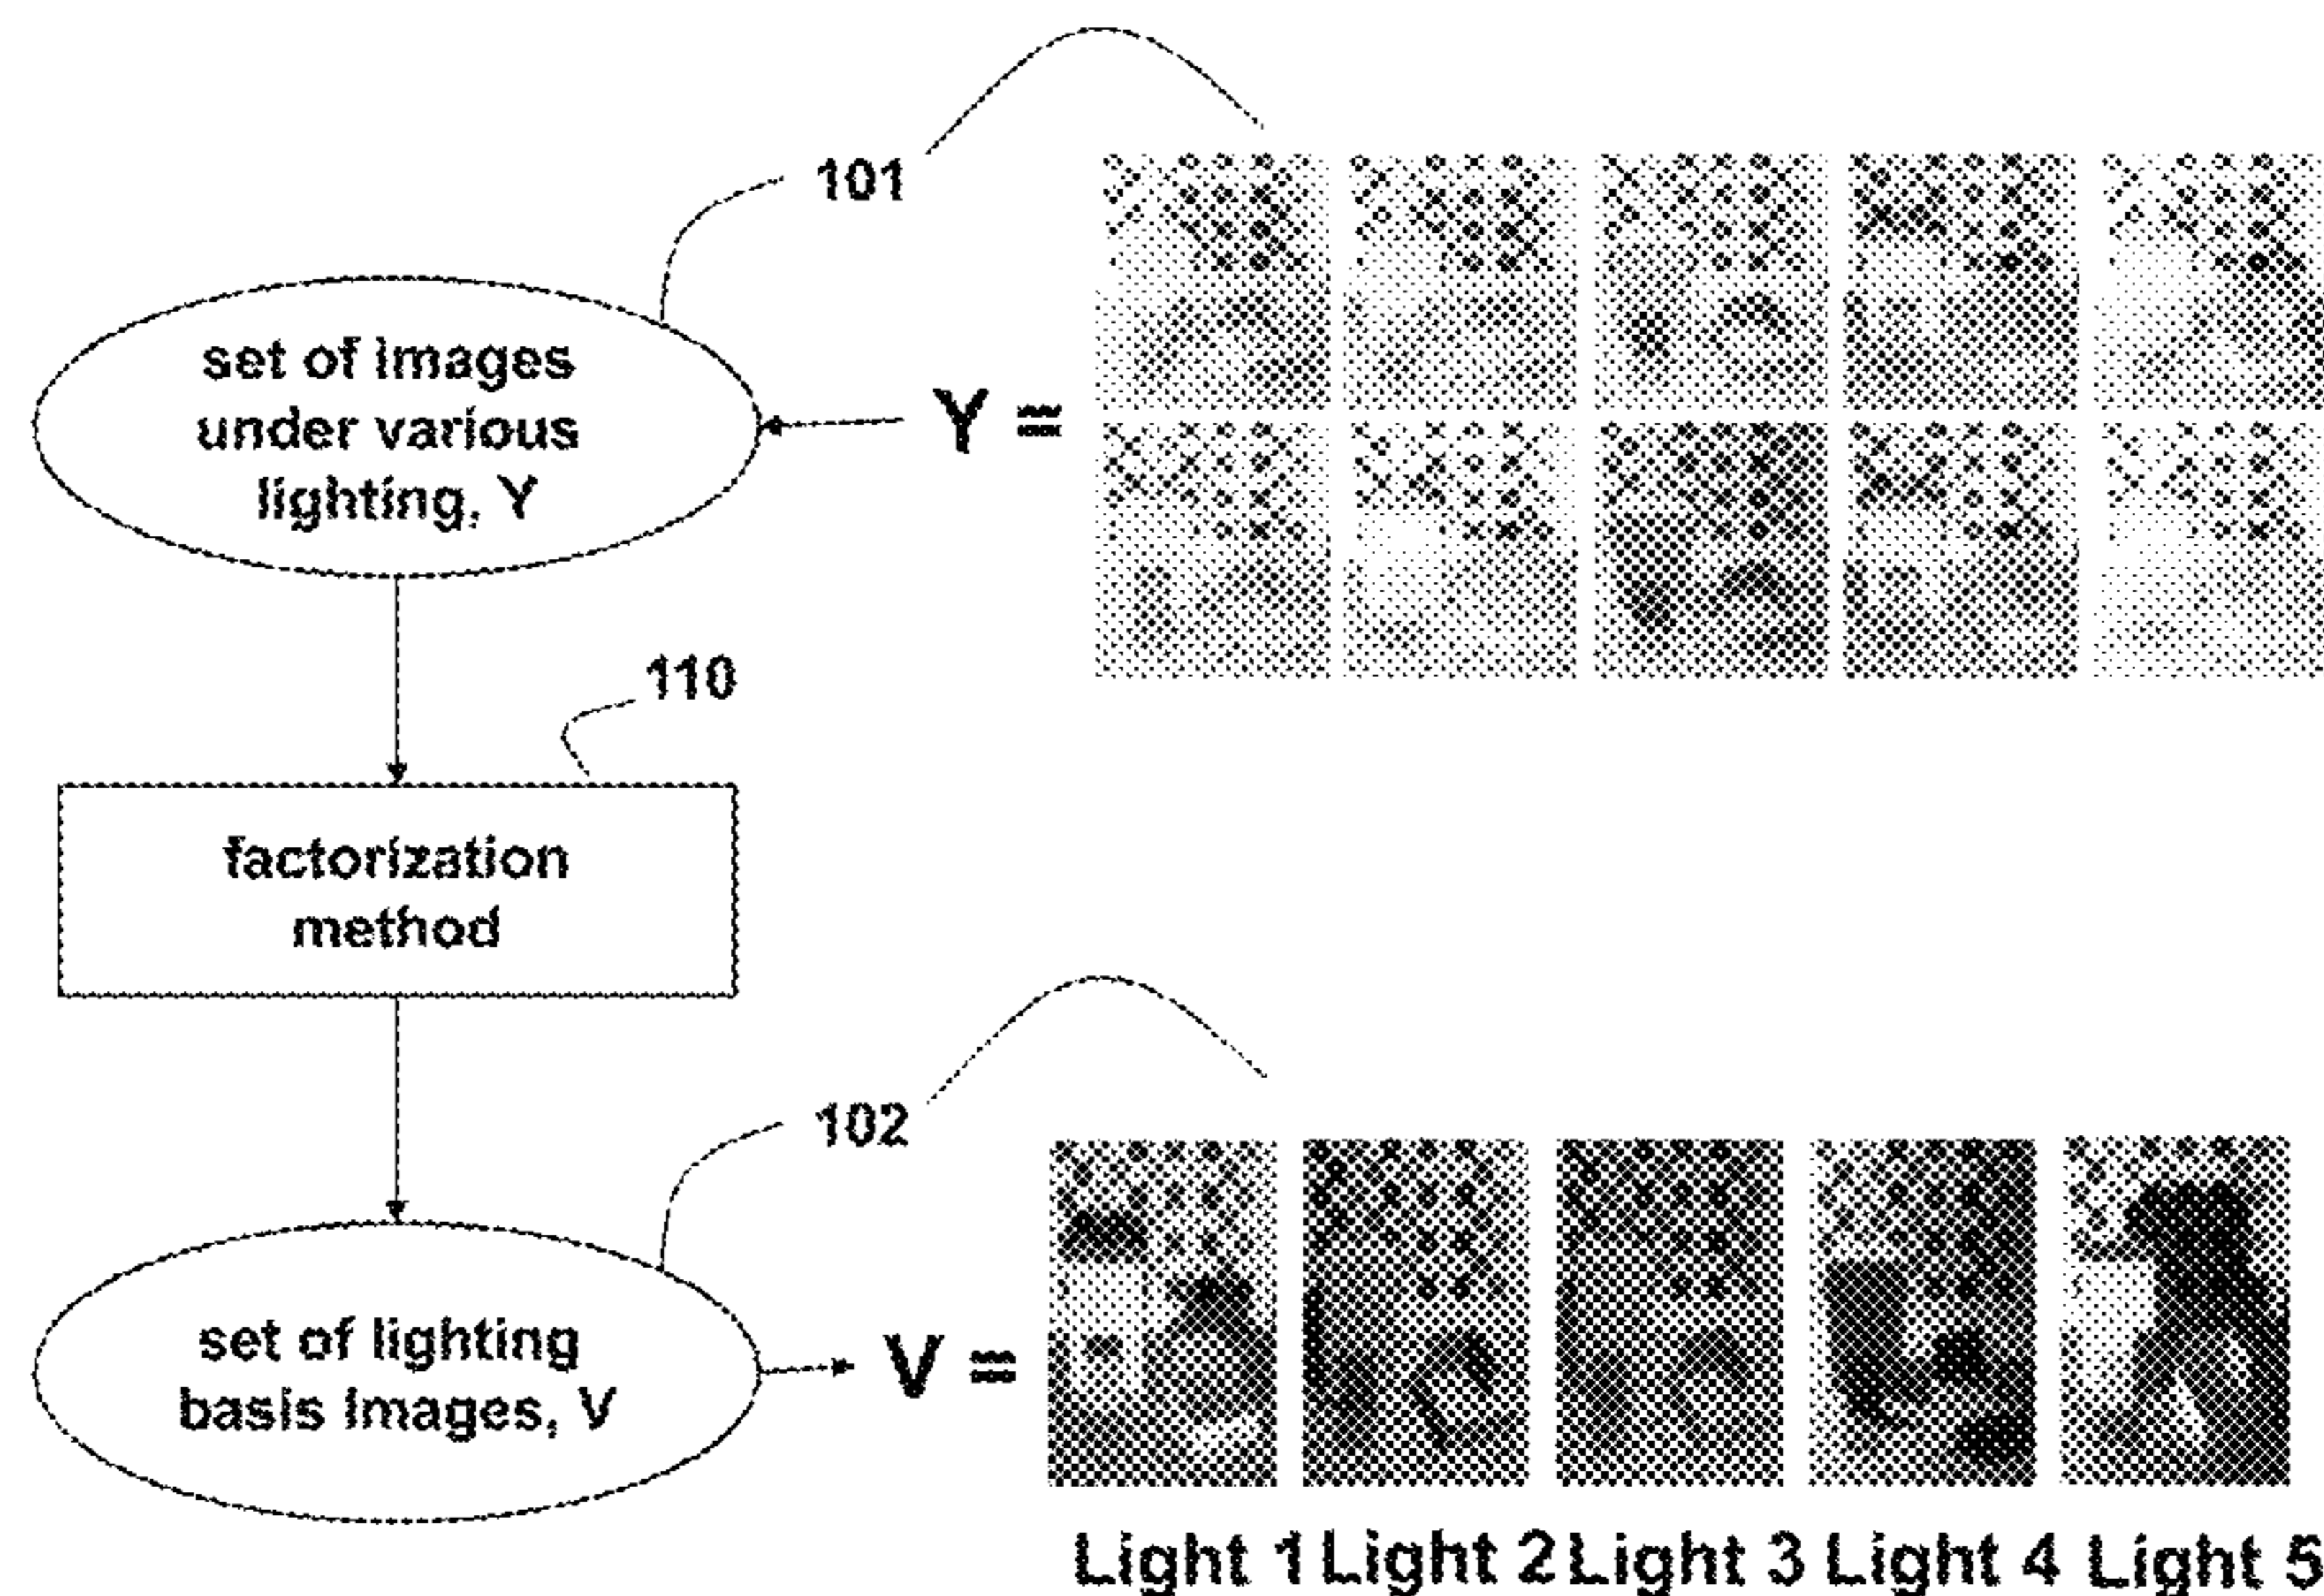 101
set of images
under various
lighting, Y
Y =
110
factorization
method
102
set of lighting
basis images, V
V =
Light 1 Light 2 Light 3 Light 4 Light 5